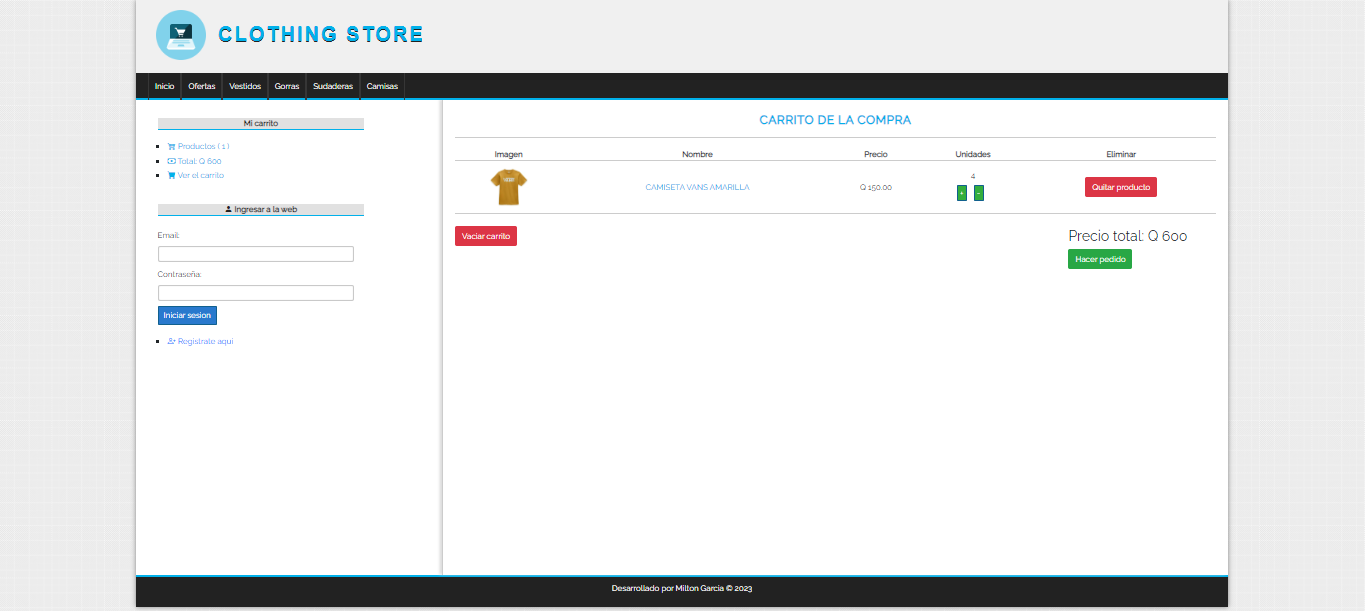 CLOTHING STORE
Inicio Ofertas Vestidos Gorras Sudaderas Camisas
Mi carrito
Productos ( 1 )
Total: Q 600
Ver el carrito
Ingresar a la web
Email:
Contraseña:
Iniciar sesion
Registrate aqui
CARRITO DE LA COMPRA
Imagen Nombre Precio Unidades Eliminar
CAMISETA VANS AMARILLA Q 150.00 4 Quitar producto
+ -
Vaciar carrito
Precio total: Q 600
Hacer pedido
Desarrollado por Milton Garcia © 2023